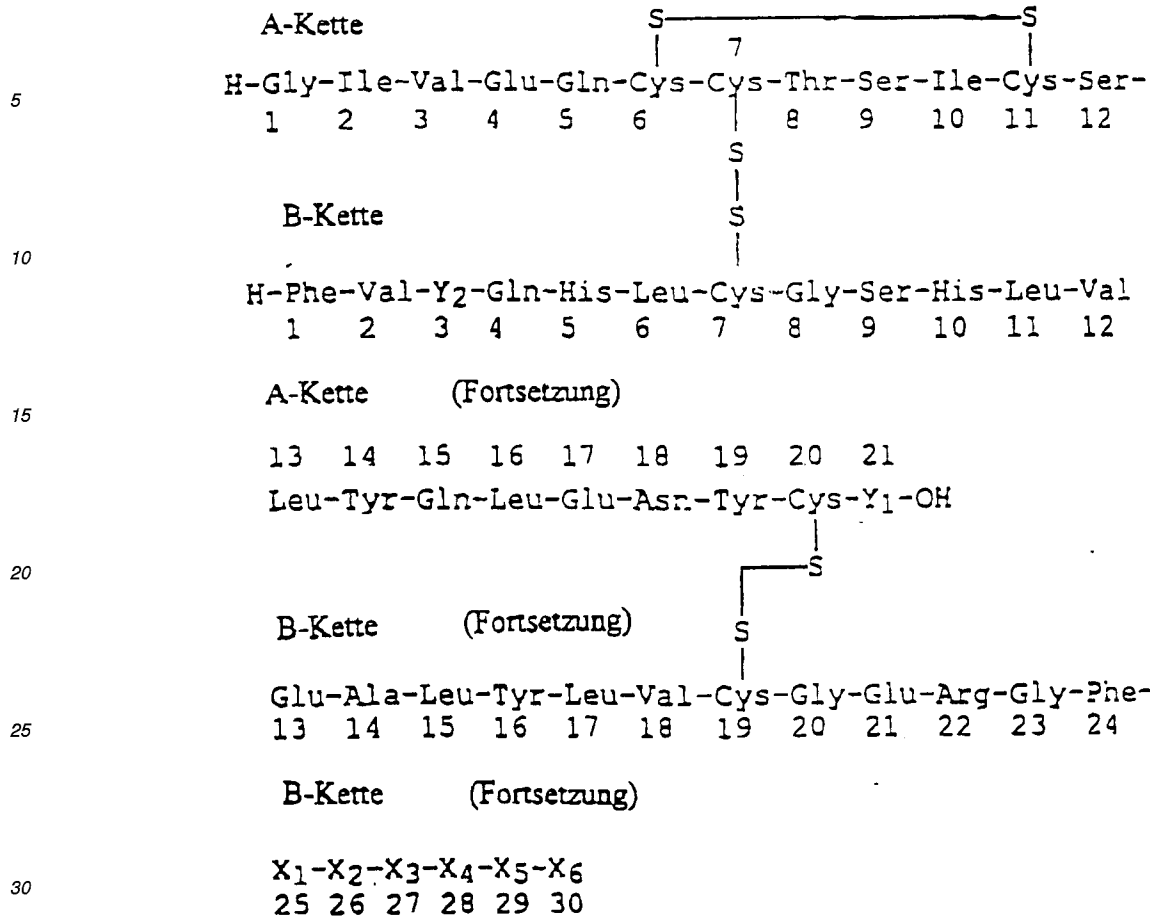 A-Kette
S S
7
5 H-Gly-Ile-Val-Glu-Gln-Cys-Cys-Thr-Ser-Ile-Cys-Ser-
1 2 3 4 5 6 8 9 10 11 12
S
S
B-Kette
10
H-Phe-Val-Y2-Gln-His-Leu-Cys-Gly-Ser-His-Leu-Val
1 2 3 4 5 6 7 8 9 10 11 12
A-Kette (Fortsetzung)
15
13 14 15 16 17 18 19 20 21
Leu-Tyr-Gln-Leu-Glu-Asn-Tyr-Cys-Y1-OH
20 S
B-Kette (Fortsetzung) S
Glu-Ala-Leu-Tyr-Leu-Val-Cys-Gly-Glu-Arg-Gly-Phe-
25 13 14 15 16 17 18 19 20 21 22 23 24
B-Kette (Fortsetzung)
X1-X2-X3-X4-X5-X6
30 25 26 27 28 29 30